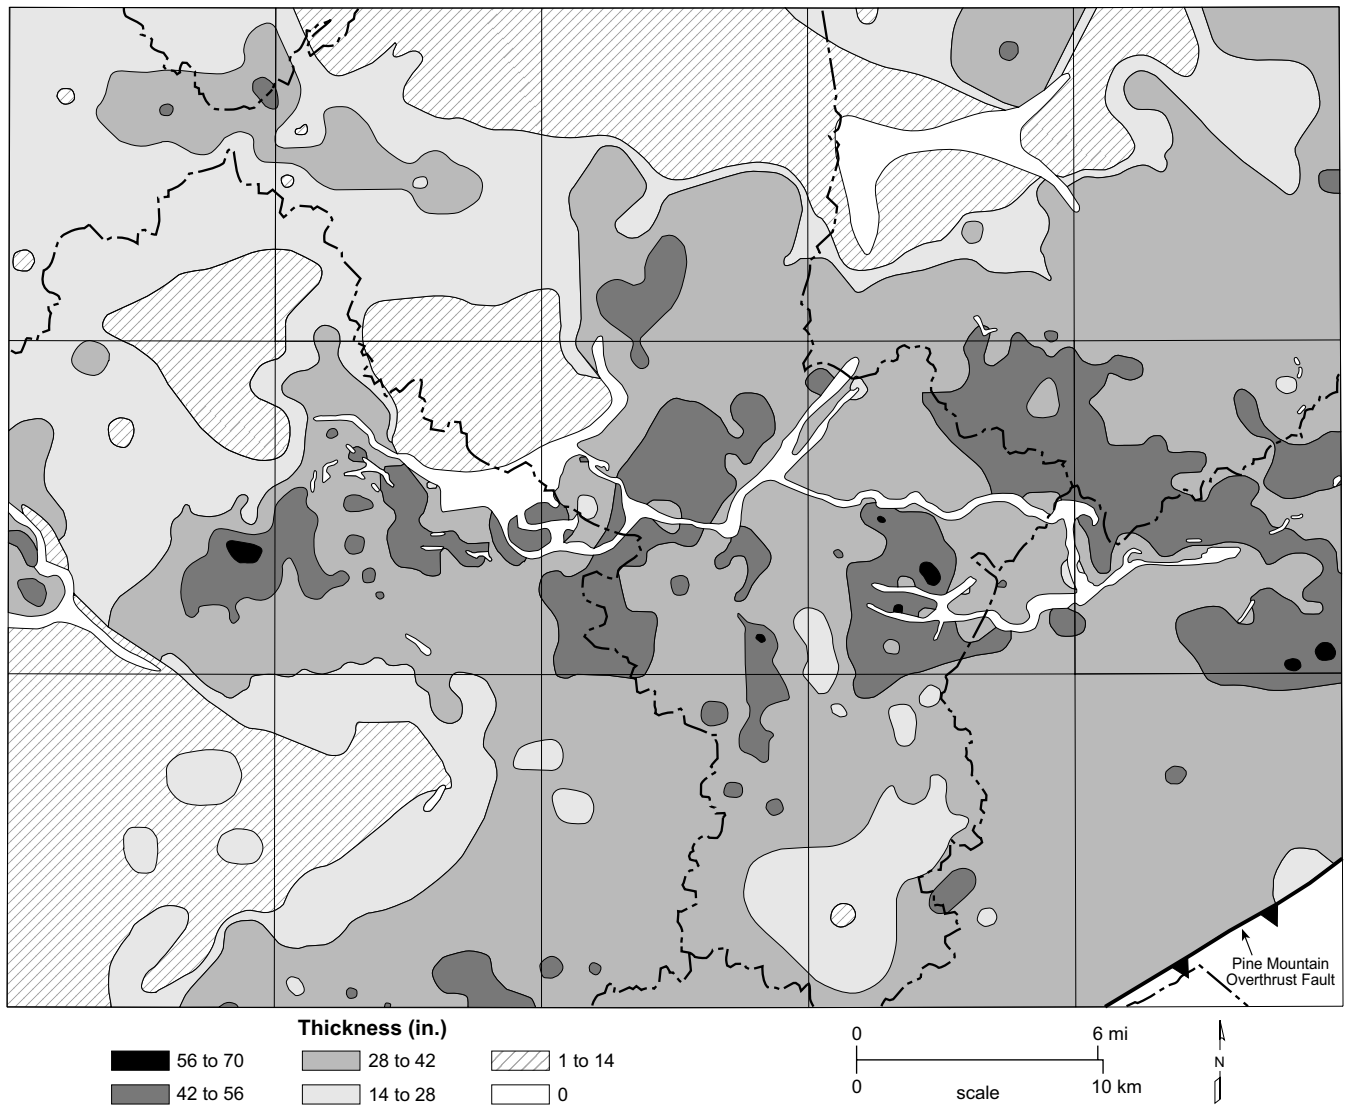 Pine Mountain
Overthrust Fault
Thickness (in.)
56 to 70
28 to 42
1 to 14
42 to 56
14 to 28
0
0
6 mi
0
scale
10 km
N